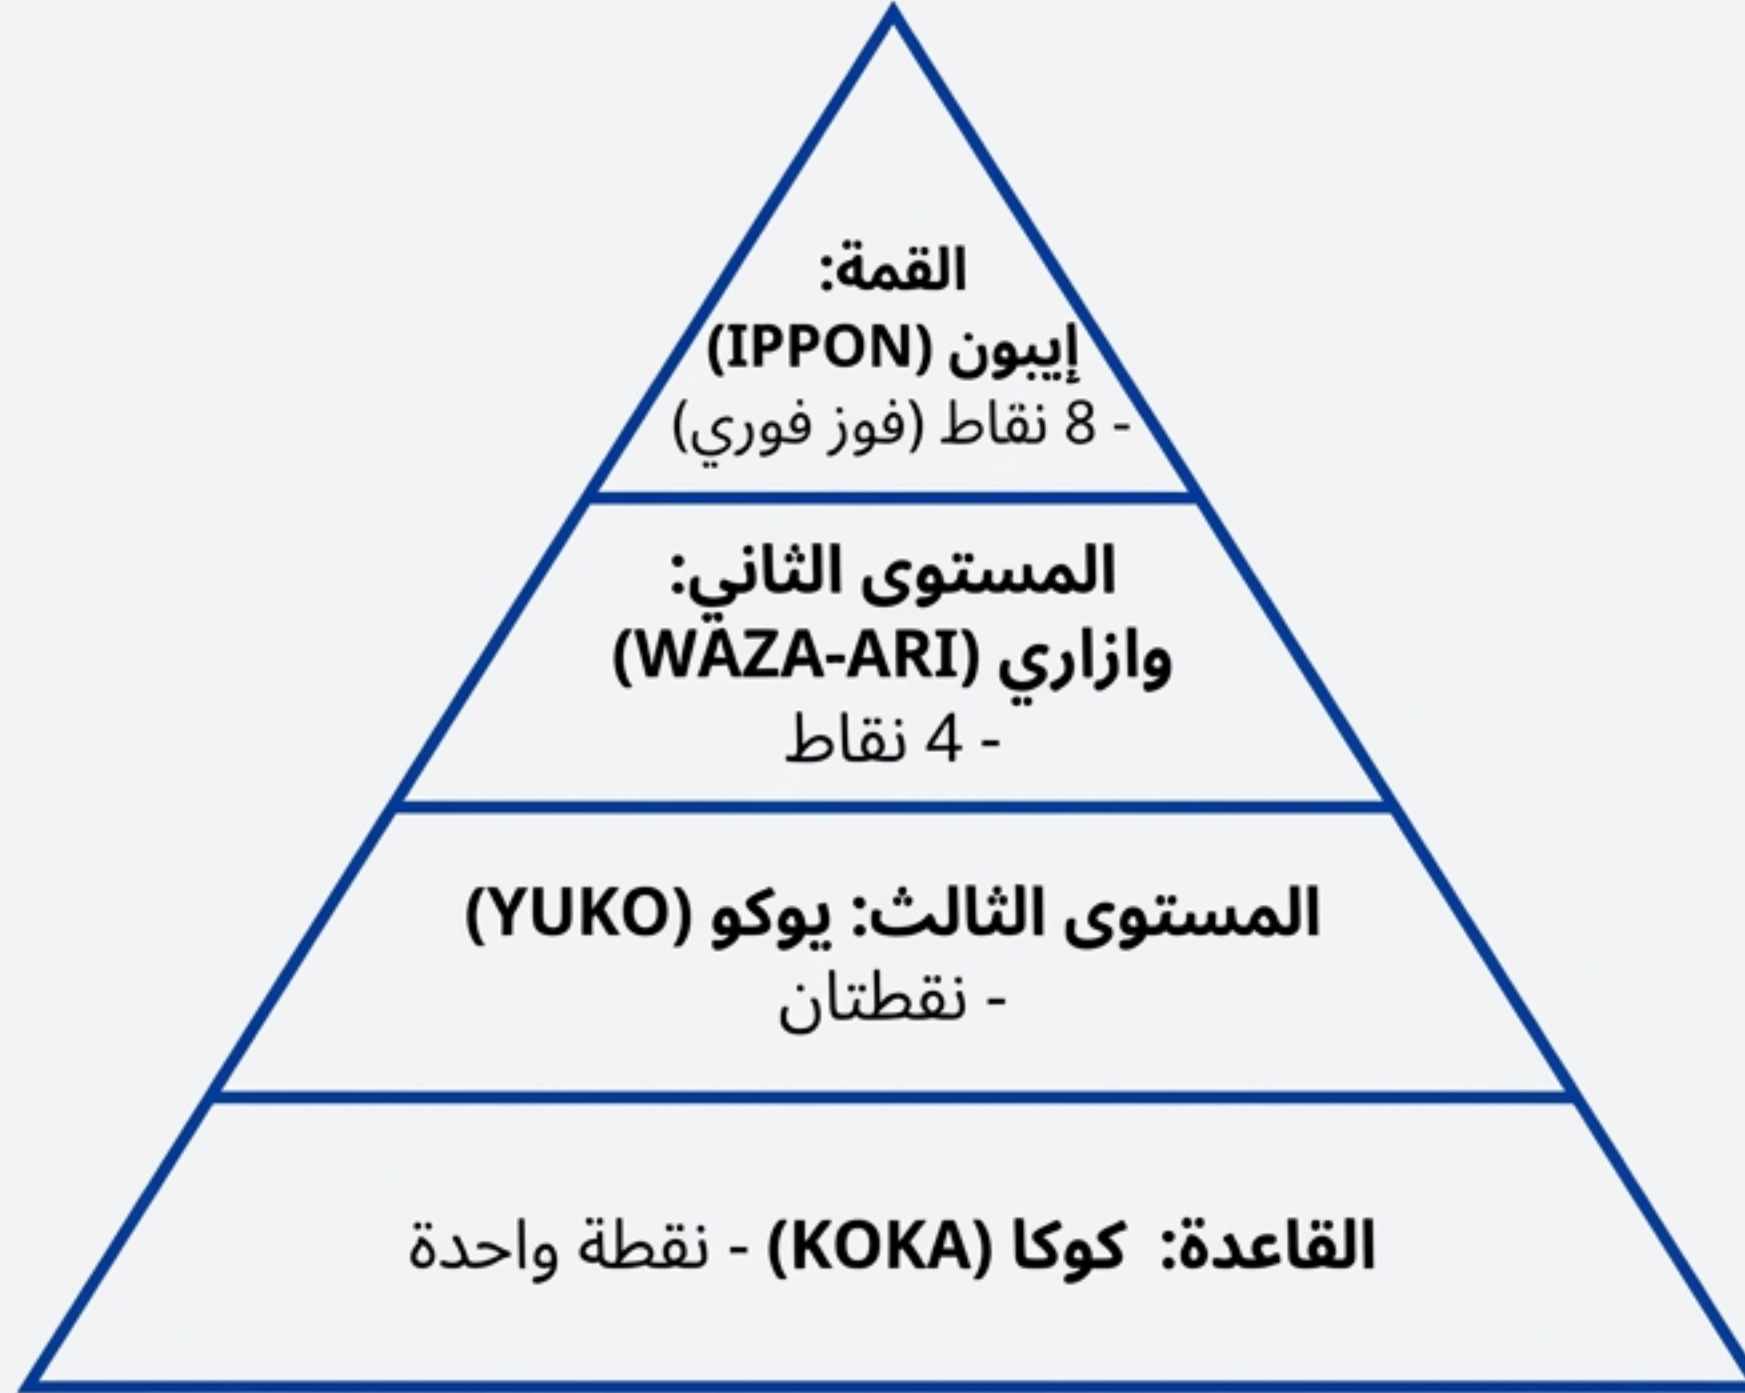 القمة:
إيبون (IPPON)
- 8 نقاط (فوز فوري)
المستوى الثاني:
وازاري (WAZA-ARI)
- 4 نقاط
المستوى الثالث: يوكو (YUKO)
- نقطتان
القاعدة: كوكا (KOKA) - نقطة واحدة